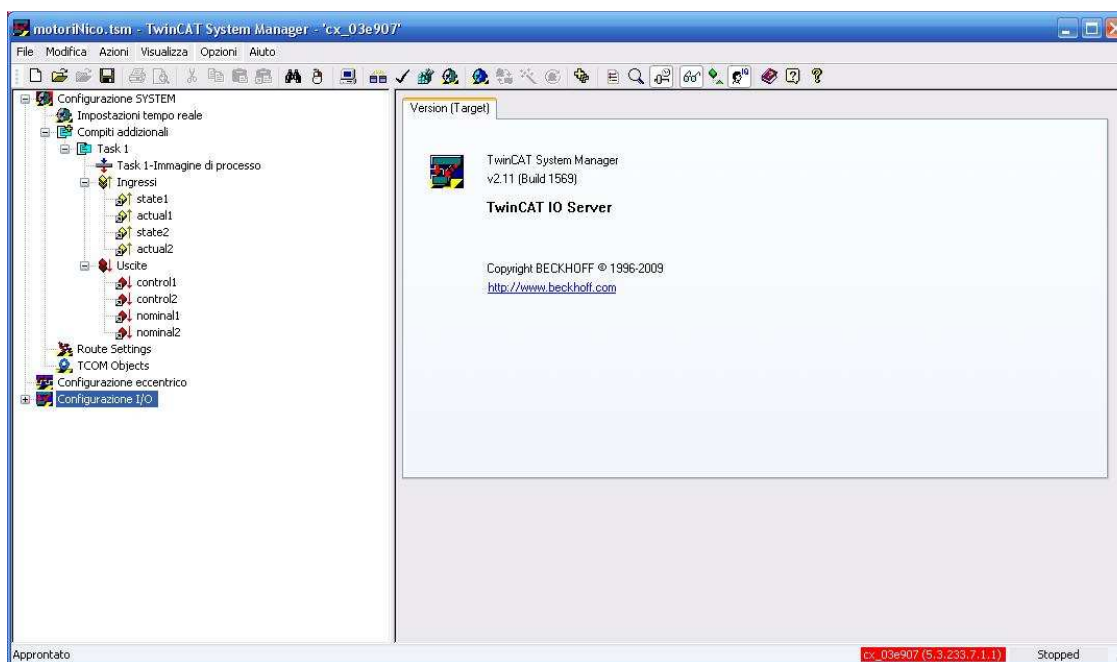 motoriNico.tsm - TwinCAT System Manager - 'cx_03e907'
File Modifica Azioni Visualizza Opzioni Aiuto
Configurazione SYSTEM
Impostazioni tempo reale
Compiti addizionali
Task 1
Task 1-Immagine di processo
Ingressi
state1
actual1
state2
actual2
Uscite
control1
control2
nominal1
nominal2
Route Settings
TCOM Objects
Configurazione eccentrico
Configurazione I/O
Version (Target)
TwinCAT System Manager
v2.11 (Build 1569)
TwinCAT IO Server
Copyright BECKHOFF © 1996-2009
http://www.beckhoff.com
Approntato
cx_03e907 (5.3.233.7.1.1) Stopped